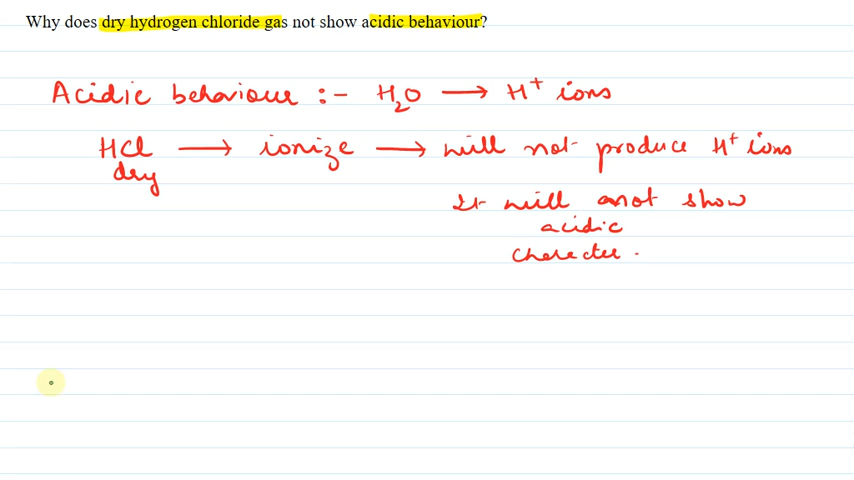 Why does dry hydrogen chloride gas not show acidic behaviour?
Acidic behaviour :- H₂O → H⁺ ions
HCl → ionize → will not produce H⁺ ions
dry
It will not show
acidic
cherecter.